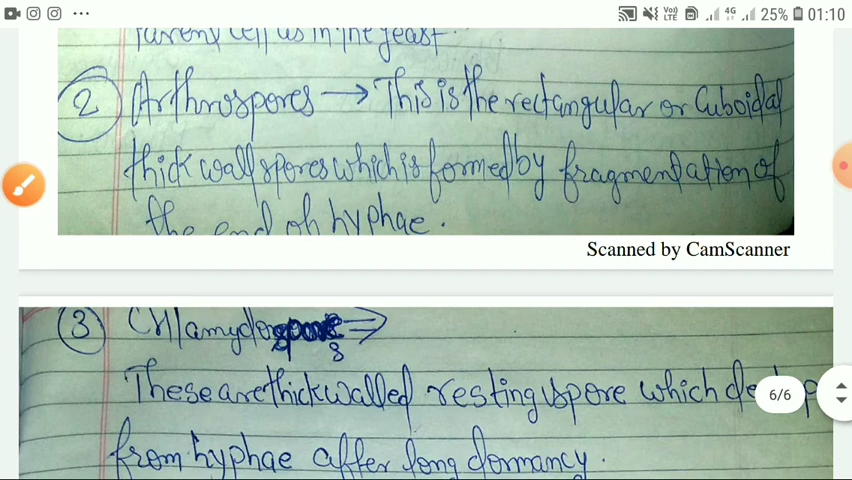 25% 01:10
parent cell as in the yeast.
2 Arthrospores → This is the rectangular or Cuboidal
thick wall spores which is formed by fragmentation of
the end of hyphae.
Scanned by CamScanner
3 Chlamydospores ⇒
These are thick walled resting spore which
6/6
from hyphae after long dormancy.